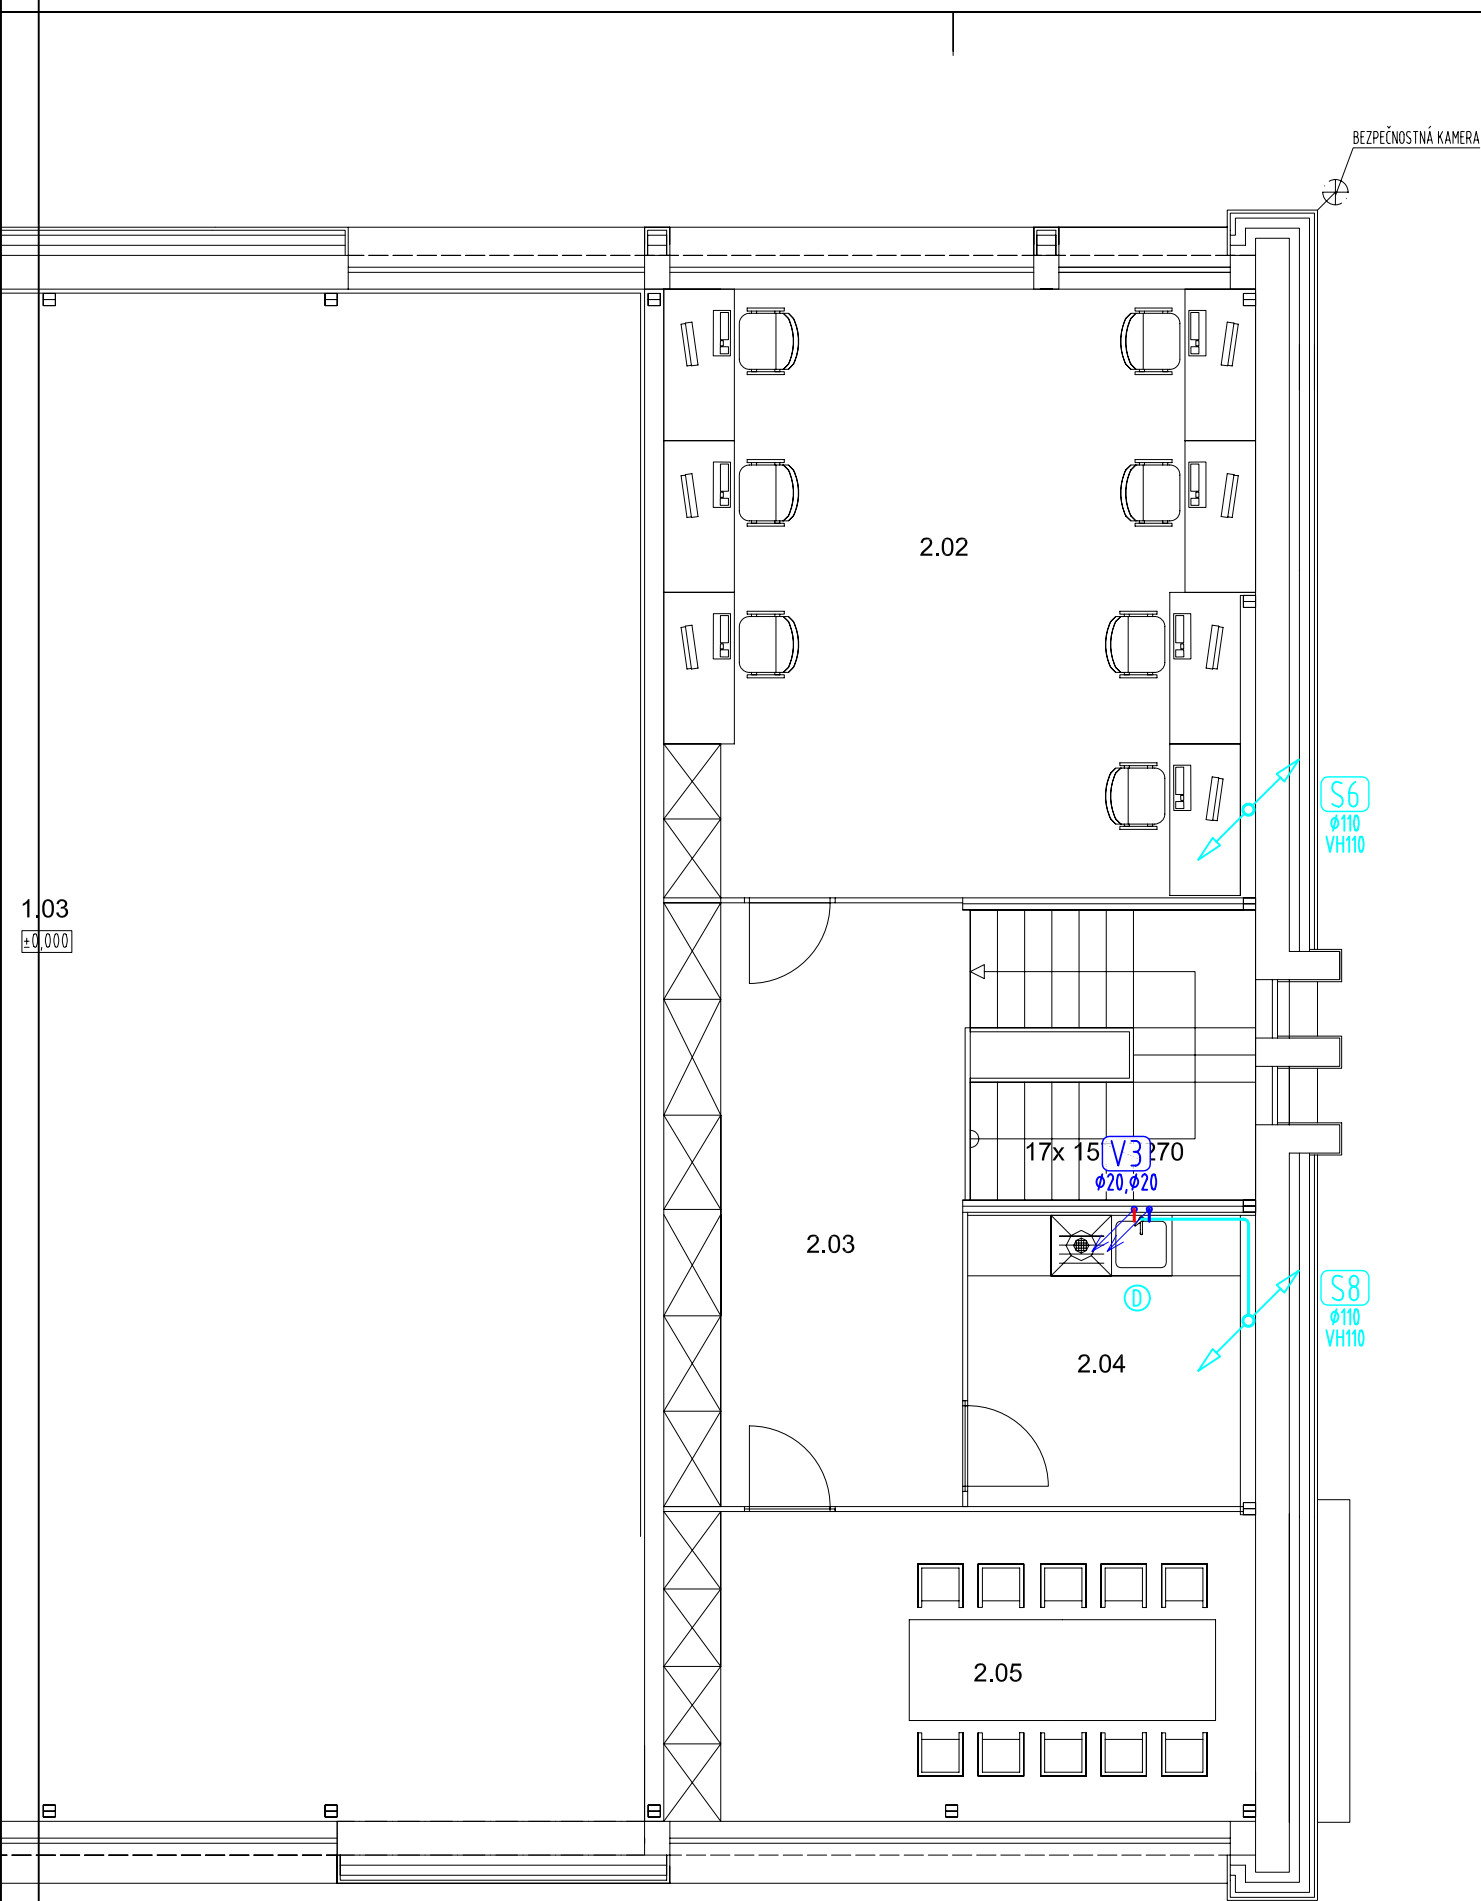 BEZPEČNOSTNÁ KAMERA
2.02
S6
ϕ110
VH110
1.03
±0,000
17x 15 270
V3
ϕ20,ϕ20
2.03
S8
ϕ110
VH110
D
2.04
2.05